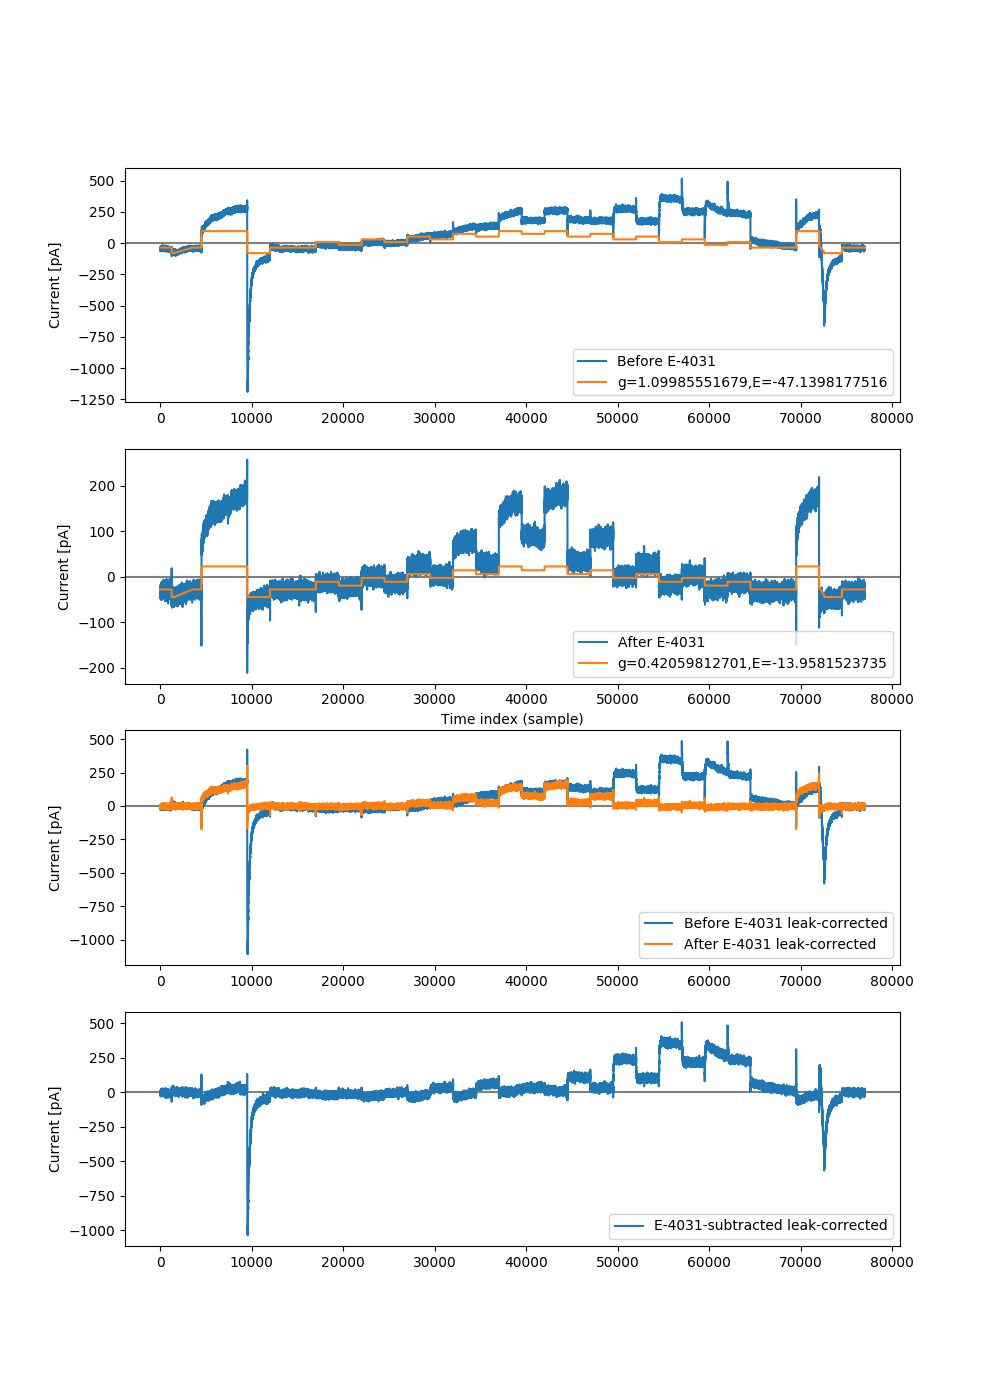 500
250
0
−250
−500
−750
−1000
−1250
Current [pA]
Before E-4031
g=1.09985551679,E=-47.1398177516
0 10000 20000 30000 40000 50000 60000 70000 80000
200
100
0
−100
−200
Current [pA]
After E-4031
g=0.42059812701,E=-13.9581523735
0 10000 20000 30000 40000 50000 60000 70000 80000
Time index (sample)
500
250
0
−250
−500
−750
−1000
Current [pA]
Before E-4031 leak-corrected
After E-4031 leak-corrected
0 10000 20000 30000 40000 50000 60000 70000 80000
500
250
0
−250
−500
−750
−1000
Current [pA]
E-4031-subtracted leak-corrected
0 10000 20000 30000 40000 50000 60000 70000 80000